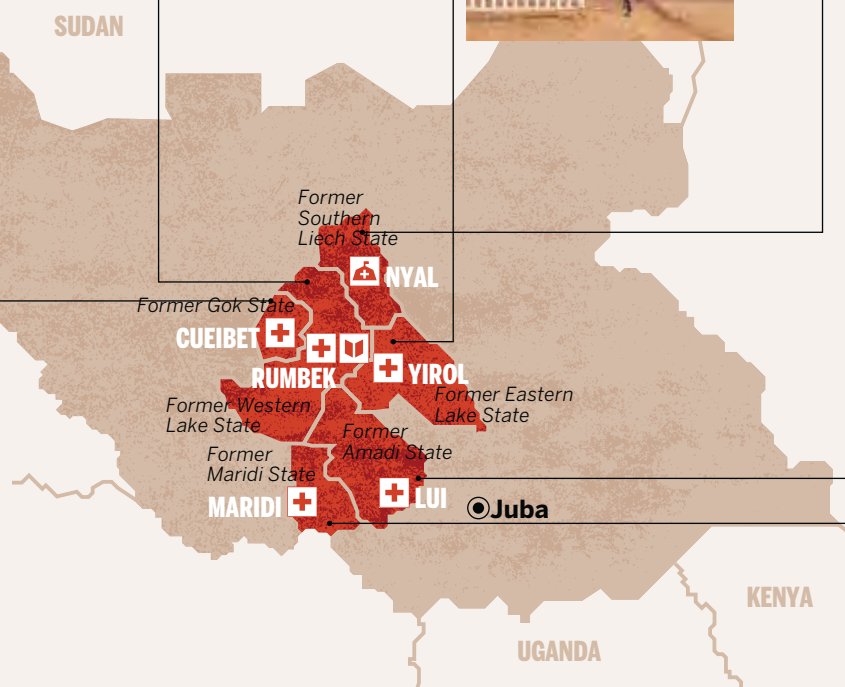 SUDAN
Former
Southern
Liech State
NYAL
Former Gok State
CUEIBET
RUMBEK
YIROL
Former Eastern
Lake State
Former Western
Lake State
Former
Amadi State
Former
Maridi State
MARIDI
LUI
Juba
KENYA
UGANDA